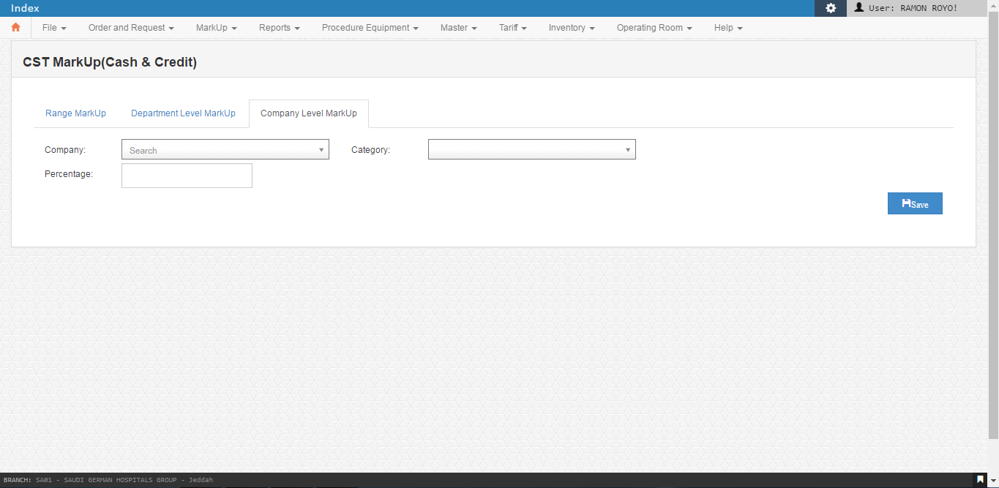 Index
User: RAMON ROYO!
File Order and Request MarkUp Reports Procedure Equipment Master Tariff Inventory Operating Room Help
CST MarkUp(Cash & Credit)
Range MarkUp Department Level MarkUp Company Level MarkUp
Company: Search Category:
Percentage:
Save
BRANCH: SA01 - SAUDI GERMAN HOSPITALS GROUP - Jeddah